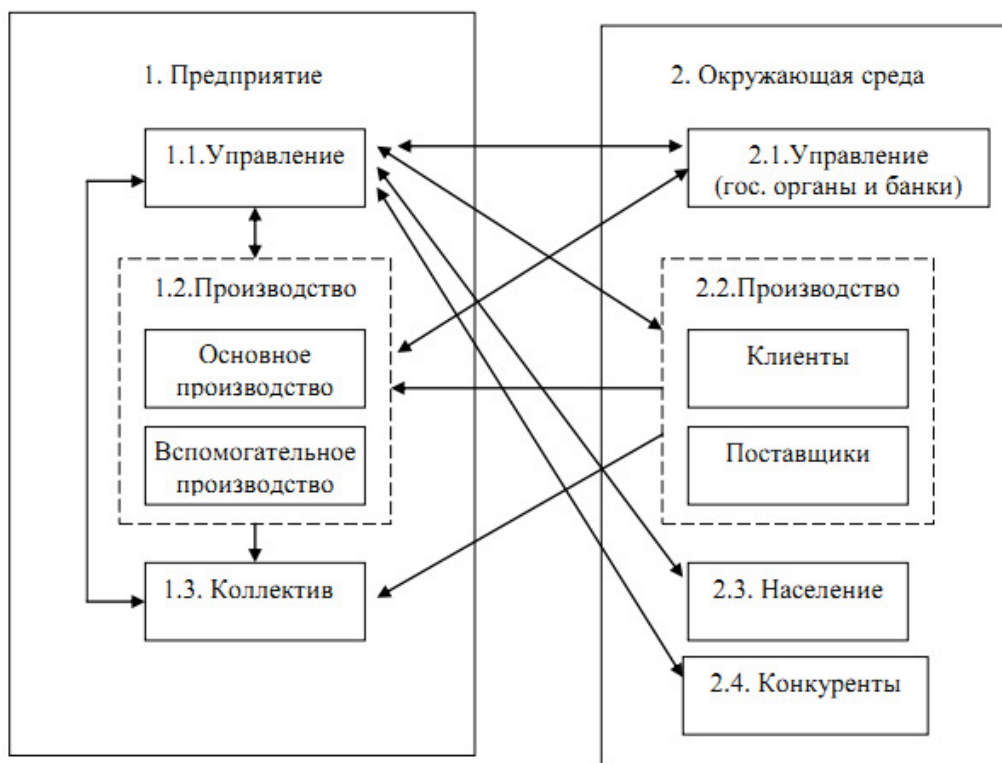 1. Предприятие
1.1.Управление
1.2.Производство
Основное
производство
Вспомогательное
производство
1.3. Коллектив
2. Окружающая среда
2.1.Управление
(гос. органы и банки)
2.2.Производство
Клиенты
Поставщики
2.3. Население
2.4. Конкуренты